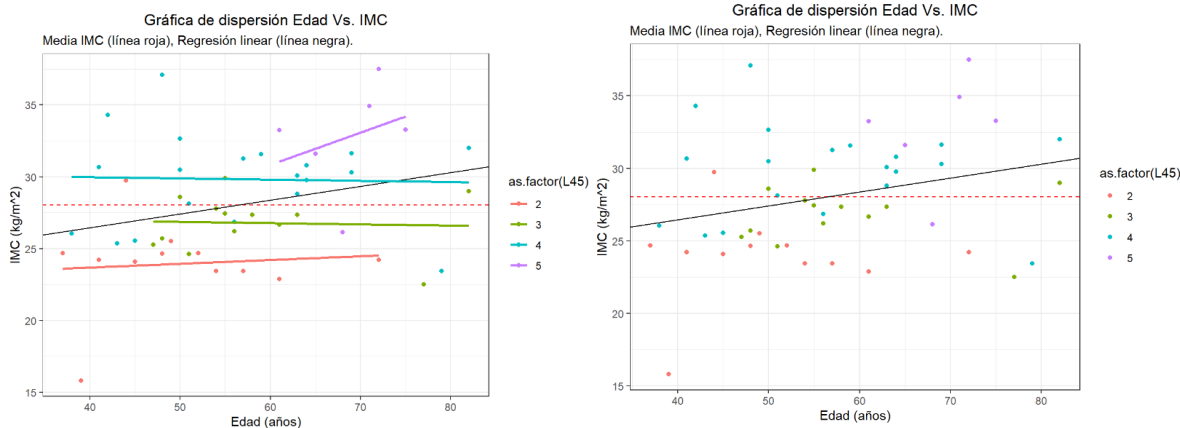 Gráfica de dispersión Edad Vs. IMC
Media IMC (línea roja), Regresión linear (línea negra).
IMC (kg/m^2)
35
30
25
20
15
40
50
60
70
80
Edad (años)
as.factor(L45)
2
3
4
5
Gráfica de dispersión Edad Vs. IMC
Media IMC (línea roja), Regresión linear (línea negra).
IMC (kg/m^2)
35
30
25
20
15
40
50
60
70
80
Edad (años)
as.factor(L45)
2
3
4
5